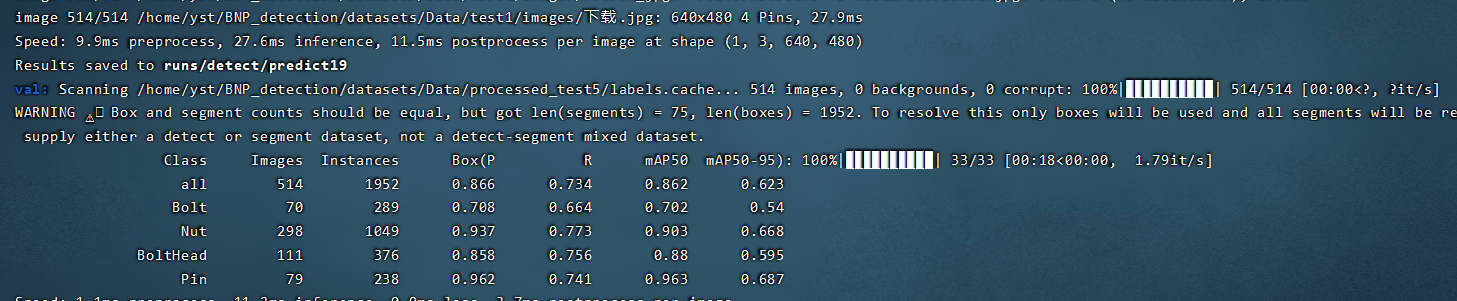 image 514/514 /home/yst/BNP_detection/datasets/Data/test1/images/下载.jpg: 640x480 4 Pins, 27.9ms
Speed: 9.9ms preprocess, 27.6ms inference, 11.5ms postprocess per image at shape (1, 3, 640, 480)
Results saved to runs/detect/predict19
val: Scanning /home/yst/BNP_detection/datasets/Data/processed_test5/labels.cache... 514 images, 0 backgrounds, 0 corrupt: 100%|██████████| 514/514 [00:00<?, ?it/s]
WARNING ⚠ Box and segment counts should be equal, but got len(segments) = 75, len(boxes) = 1952. To resolve this only boxes will be used and all segments will be re
supply either a detect or segment dataset, not a detect-segment mixed dataset.
Class Images Instances Box(P R mAP50 mAP50-95): 100%|██████████| 33/33 [00:18<00:00, 1.79it/s]
all 514 1952 0.866 0.734 0.862 0.623
Bolt 70 289 0.708 0.664 0.702 0.54
Nut 298 1049 0.937 0.773 0.903 0.668
BoltHead 111 376 0.858 0.756 0.88 0.595
Pin 79 238 0.962 0.741 0.963 0.687